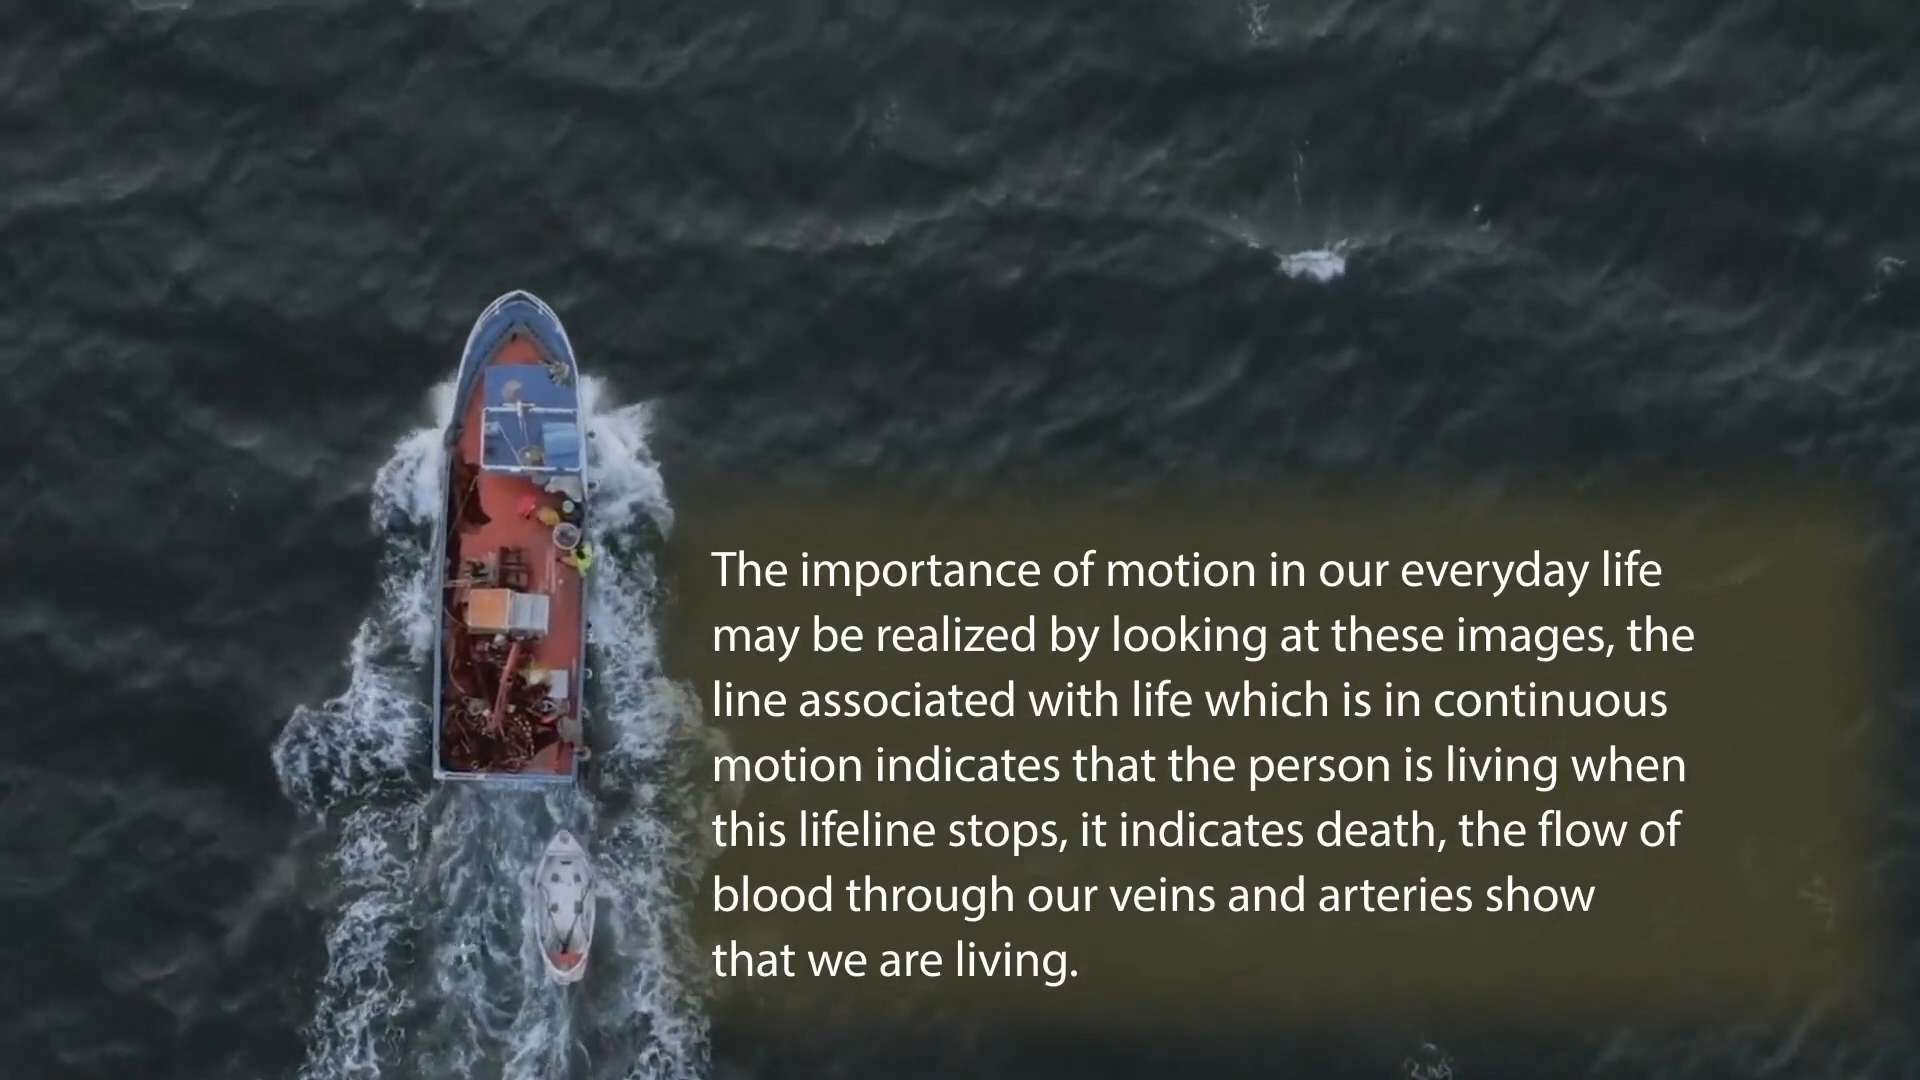 The importance of motion in our everyday life
may be realized by looking at these images, the
line associated with life which is in continuous
motion indicates that the person is living when
this lifeline stops, it indicates death, the flow of
blood through our veins and arteries show
that we are living.